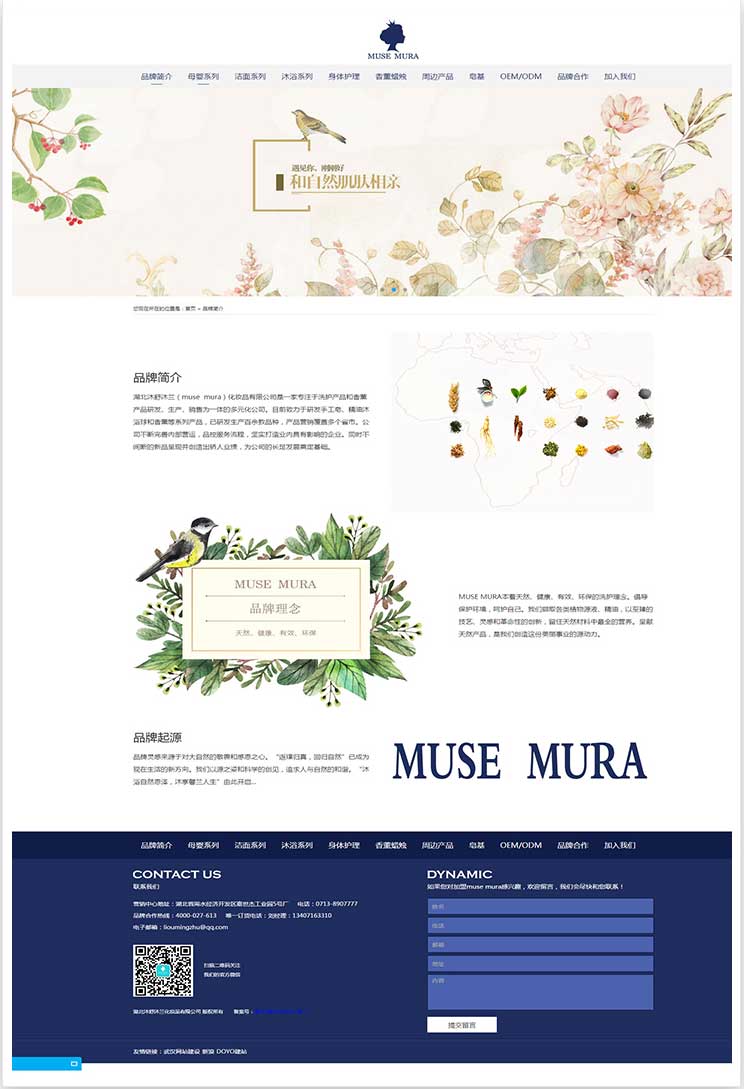 MUSE MURA
品牌简介 母婴系列 洁面系列 沐浴系列 身体护理 香薰蜡烛 周边产品 皂基 OEM/ODM 品牌合作 加入我们
遇见你、刚刚好
和自然肌肤相亲
您现在所在的位置是：首页 > 品牌简介
品牌简介
湖北沐舒沐兰（muse mura）化妆品有限公司是一家专注于洗护产品和香薰
产品研发、生产、销售为一体的多元化公司。目前致力于研发手工皂、精油沐
浴球和香薰等系列产品，已研发生产百余款品种，产品营销覆盖多个省市。公
司不断完善内部营运，品控服务流程，坚实打造业内具有影响的企业。同时不
间断的新品呈现并创造出骄人业绩，为公司的长足发展奠定基础。
MUSE MURA
品牌理念
天然、健康、有效、环保
MUSE MURA本着天然、健康、有效、环保的洗护理念。倡导
保护环境，呵护自己。我们撷取各类植物源液、精油，以至臻的
技艺、灵感和革命性的创新，留住天然材料中最全的营养。呈献
天然产品，是我们创造这份美丽事业的源动力。
品牌起源
品牌灵感来源于对大自然的敬畏和感恩之心。“返璞归真，回归自然”已成为
现在生活的新方向。我们以源之姿和科学的创见，追求人与自然的和谐。“沐
浴自然恩泽，沐享馨兰人生”由此开启...
MUSE MURA
品牌简介 母婴系列 洁面系列 沐浴系列 身体护理 香薰蜡烛 周边产品 皂基 OEM/ODM 品牌合作 加入我们
CONTACT US
联系我们
营销中心地址：湖北省浠水经济开发区嘉世杰工业园5号厂 电话：0713-8907777
品牌合作热线：4000-027-613 唯一订货电话：刘经理：13407163310
电子邮箱：lioumingzhu@qq.com
扫描二维码关注
我们的官方微信
湖北沐舒沐兰化妆品有限公司 版权所有 备案号：
DYNAMIC
如果您对加盟muse mura感兴趣，欢迎留言，我们会尽快和您联系！
姓名
电话
邮箱
地址
内容
提交留言
友情链接：武汉网站建设 新浪 DOYO建站